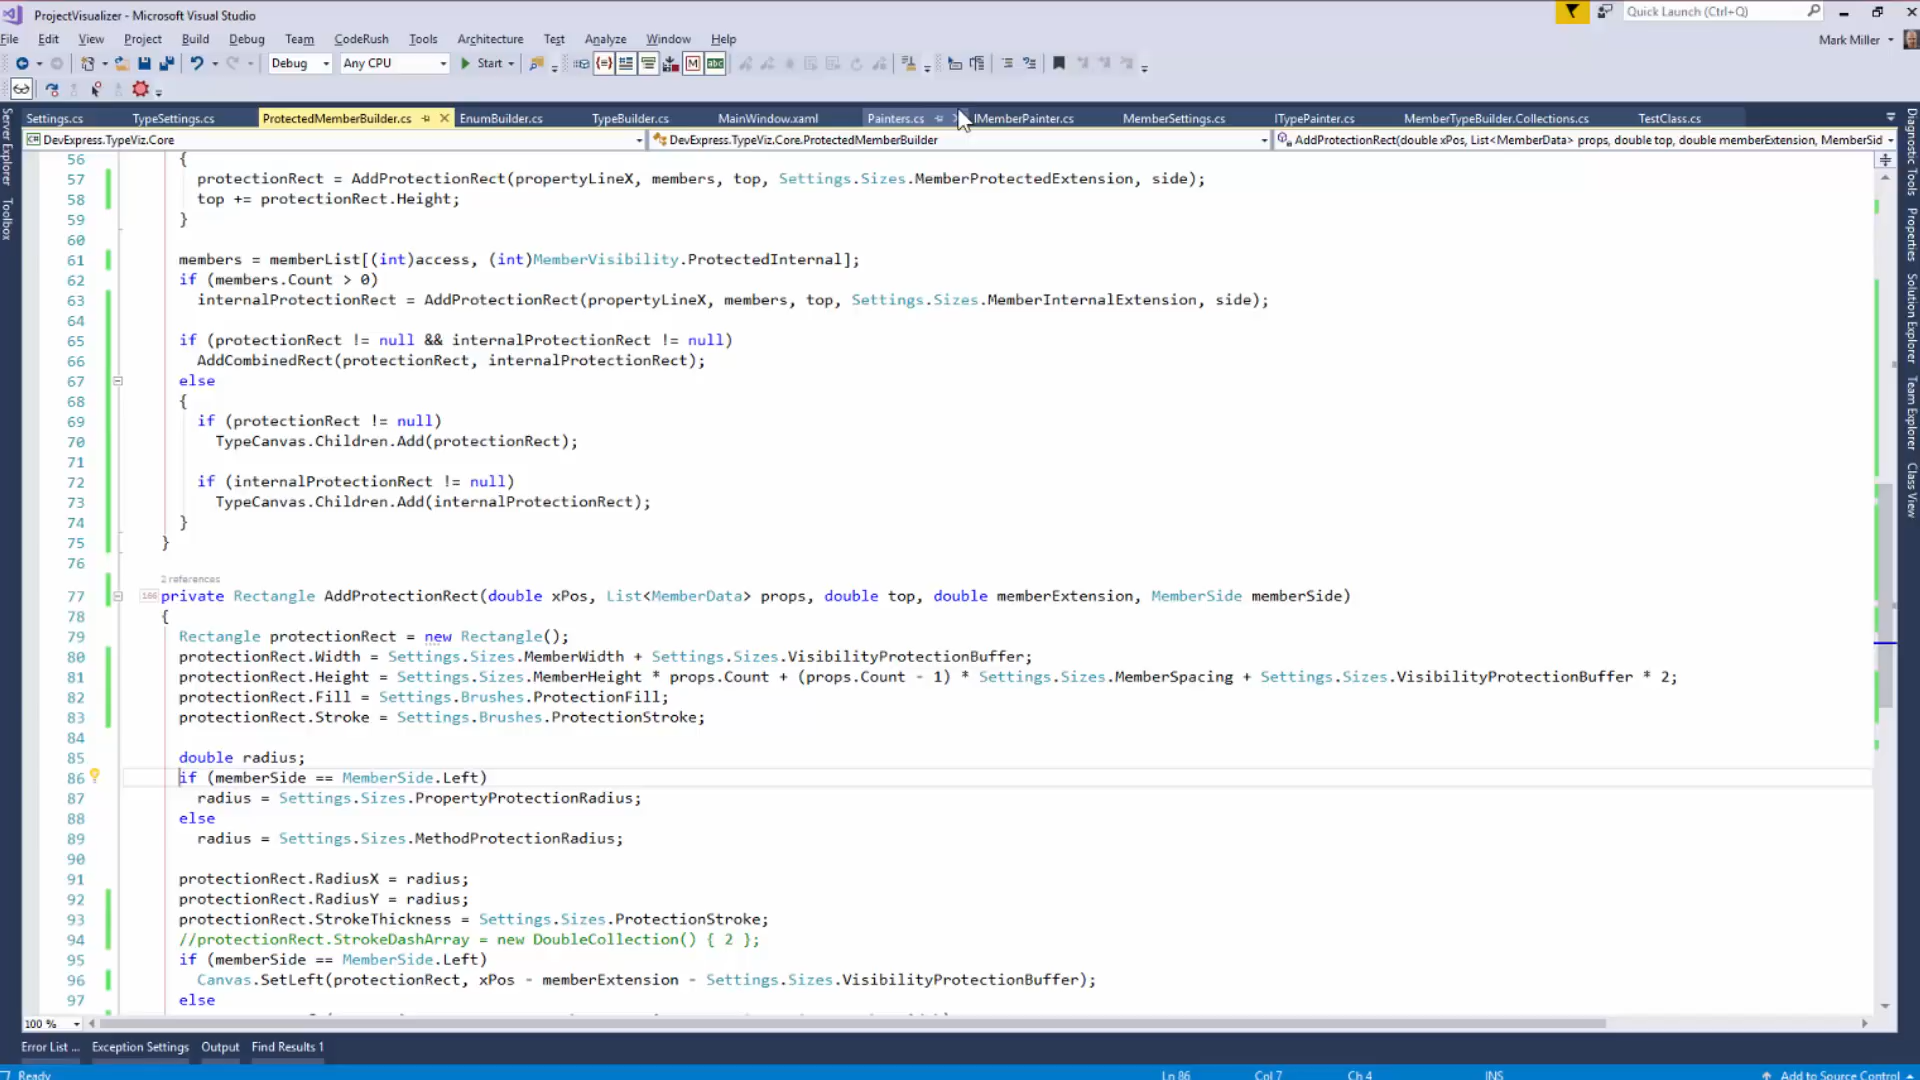 ProjectVisualizer - Microsoft Visual Studio
Quick Launch (Ctrl+Q)
File Edit View Project Build Debug Team CodeRush Tools Architecture Test Analyze Window Help
Mark Miller
Debug Any CPU Start
Settings.cs TypeSettings.cs ProtectedMemberBuilder.cs EnumBuilder.cs TypeBuilder.cs MainWindow.xaml Painters.cs IMemberPainter.cs MemberSettings.cs ITypePainter.cs MemberTypeBuilder.Collections.cs TestClass.cs
DevExpress.TypeViz.Core DevExpress.TypeViz.Core.ProtectedMemberBuilder AddProtectionRect(double xPos, List<MemberData> props, double top, double memberExtension, MemberSid
Server Explorer
Toolbox
Diagnostic Tools
Properties
Solution Explorer
Team Explorer
Class View
56 {
57 protectionRect = AddProtectionRect(propertyLineX, members, top, Settings.Sizes.MemberProtectedExtension, side);
58 top += protectionRect.Height;
59 }
60
61 members = memberList[(int)access, (int)MemberVisibility.ProtectedInternal];
62 if (members.Count > 0)
63 internalProtectionRect = AddProtectionRect(propertyLineX, members, top, Settings.Sizes.MemberInternalExtension, side);
64
65 if (protectionRect != null && internalProtectionRect != null)
66 AddCombinedRect(protectionRect, internalProtectionRect);
67 else
68 {
69 if (protectionRect != null)
70 TypeCanvas.Children.Add(protectionRect);
71
72 if (internalProtectionRect != null)
73 TypeCanvas.Children.Add(internalProtectionRect);
74 }
75 }
76
2 references
77 private Rectangle AddProtectionRect(double xPos, List<MemberData> props, double top, double memberExtension, MemberSide memberSide)
78 {
79 Rectangle protectionRect = new Rectangle();
80 protectionRect.Width = Settings.Sizes.MemberWidth + Settings.Sizes.VisibilityProtectionBuffer;
81 protectionRect.Height = Settings.Sizes.MemberHeight * props.Count + (props.Count - 1) * Settings.Sizes.MemberSpacing + Settings.Sizes.VisibilityProtectionBuffer * 2;
82 protectionRect.Fill = Settings.Brushes.ProtectionFill;
83 protectionRect.Stroke = Settings.Brushes.ProtectionStroke;
84
85 double radius;
86 if (memberSide == MemberSide.Left)
87 radius = Settings.Sizes.PropertyProtectionRadius;
88 else
89 radius = Settings.Sizes.MethodProtectionRadius;
90
91 protectionRect.RadiusX = radius;
92 protectionRect.RadiusY = radius;
93 protectionRect.StrokeThickness = Settings.Sizes.ProtectionStroke;
94 //protectionRect.StrokeDashArray = new DoubleCollection() { 2 };
95 if (memberSide == MemberSide.Left)
96 Canvas.SetLeft(protectionRect, xPos - memberExtension - Settings.Sizes.VisibilityProtectionBuffer);
97 else
100 %
Error List ... Exception Settings Output Find Results 1
Ready Ln 86 Col 7 Ch 4 INS Add to Source Control